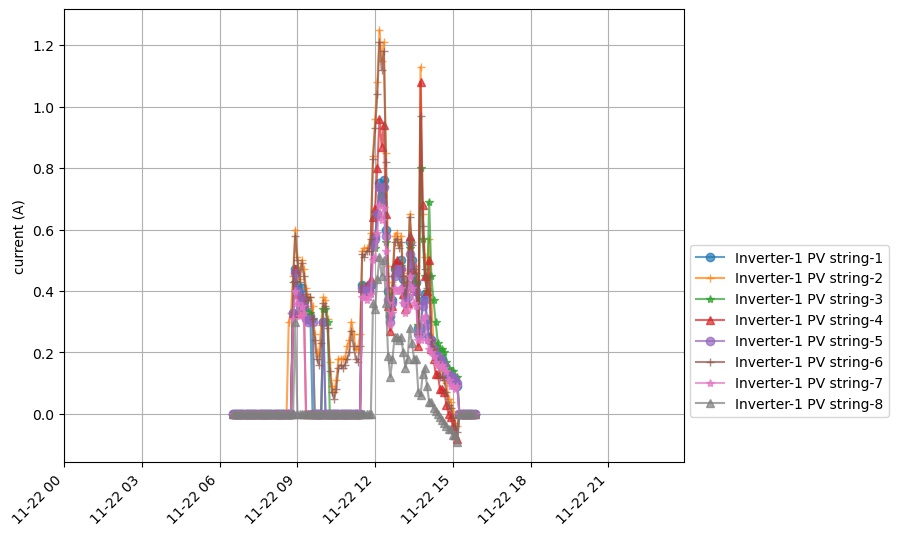 1.2
1.0
0.8
0.6
0.4
0.2
0.0
current (A)
11-22 00
11-22 03
11-22 06
11-22 09
11-22 12
11-22 15
11-22 18
11-22 21
Inverter-1 PV string-1
Inverter-1 PV string-2
Inverter-1 PV string-3
Inverter-1 PV string-4
Inverter-1 PV string-5
Inverter-1 PV string-6
Inverter-1 PV string-7
Inverter-1 PV string-8